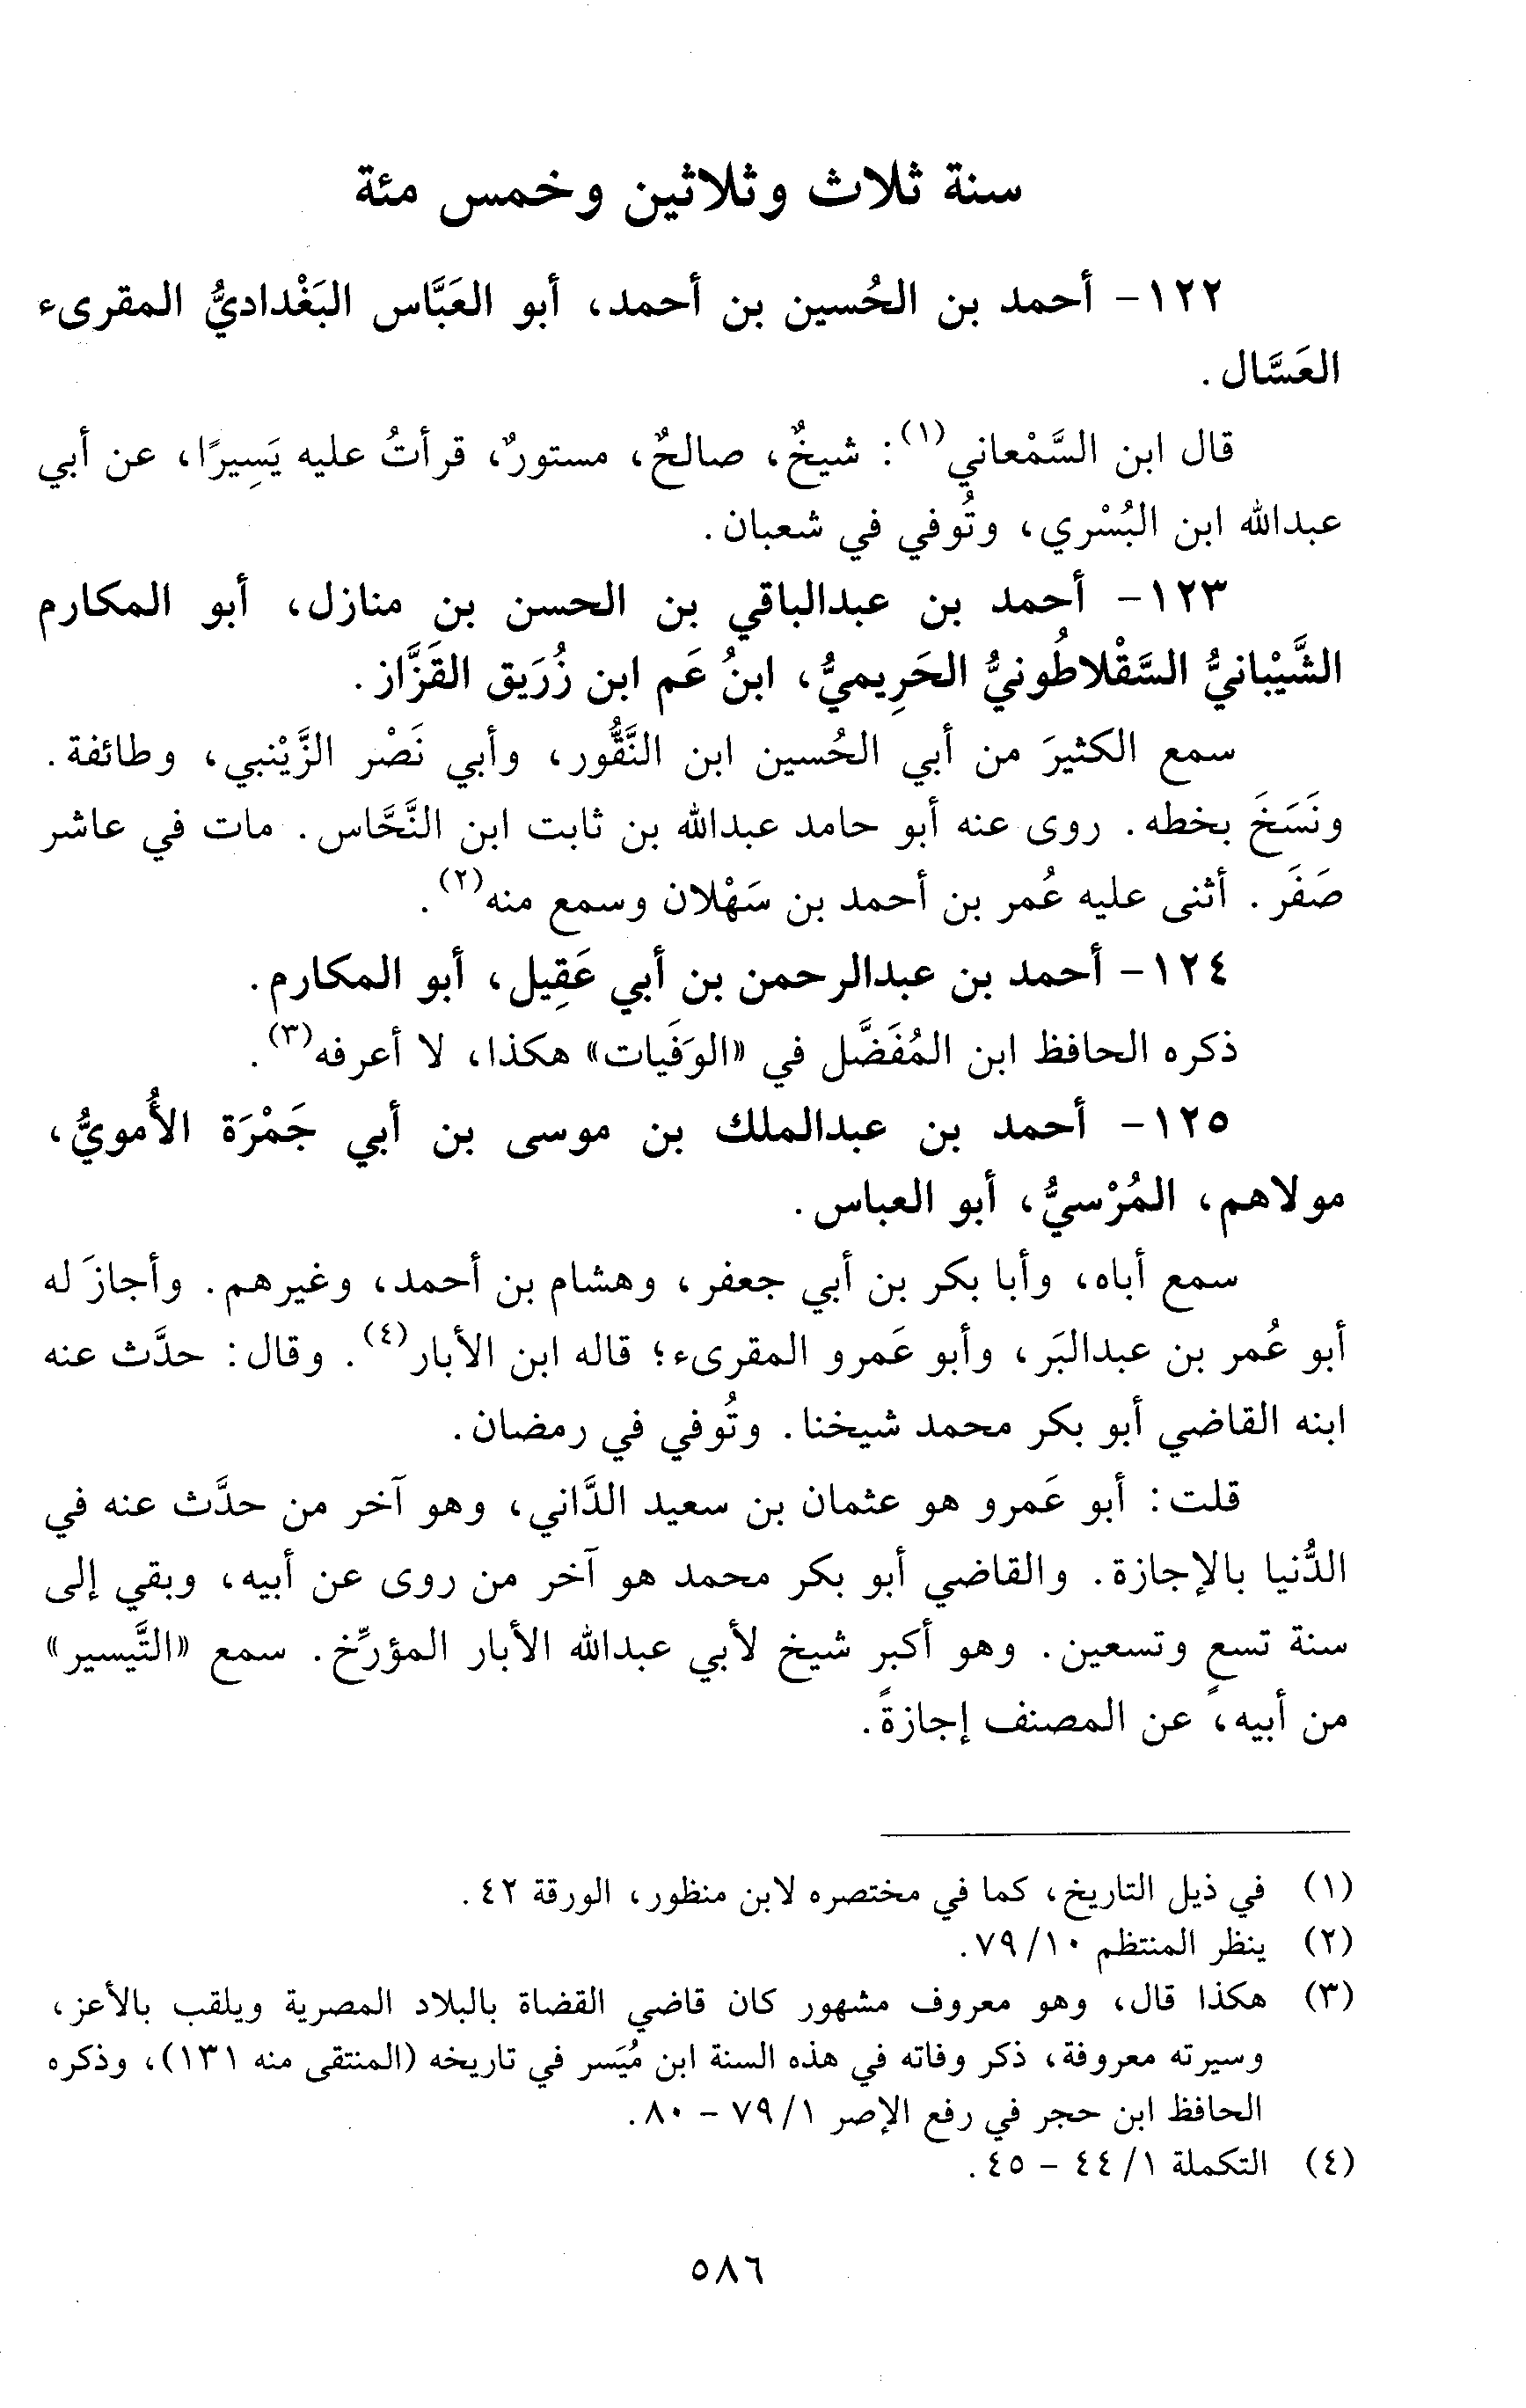 سنة ثلاث وثلاثين وخمس مئة
١٢٢- أحمد بن الحُسين بن أحمد، أبو العَبَّاس البَغْداديُّ المقرىء
العَسَّال.
قال ابن السَّمْعاني(١): شيخٌ، صالحٌ، مستورٌ، قرأتُ عليه يَسِيرًا، عن أبي
عبدالله ابن البُسْري، وتُوفي في شعبان.
١٢٣- أحمد بن عبدالباقي بن الحسن بن منازل، أبو المكارم
الشَّيْبانيُّ السَّقْلاطُونيُّ الحَرِيميُّ، ابنُ عَم ابن زُرَيق القَزَّاز.
سمع الكثيرَ من أبي الحُسين ابن النَّقُّور، وأبي نَصْر الزَّيْنبي، وطائفة.
ونَسَخَ بخطه. روى عنه أبو حامد عبدالله بن ثابت ابن النَّحَّاس. مات في عاشر
صَفَر. أثنى عليه عُمر بن أحمد بن سَهْلان وسمع منه(٢).
١٢٤- أحمد بن عبدالرحمن بن أبي عَقِيل، أبو المكارم.
ذكره الحافظ ابن المُفَضَّل في «الوَفَيات» هكذا، لا أعرفه(٣).
١٢٥- أحمد بن عبدالملك بن موسى بن أبي جَمْرَة الأُمويُّ،
مولاهم، المُرْسيُّ، أبو العباس.
سمع أباه، وأبا بكر بن أبي جعفر، وهشام بن أحمد، وغيرهم. وأجازَ له
أبو عُمر بن عبدالبَر، وأبو عَمرو المقرىء؛ قاله ابن الأبار(٤). وقال: حدَّث عنه
ابنه القاضي أبو بكر محمد شيخنا. وتُوفي في رمضان.
قلت: أبو عَمرو هو عثمان بن سعيد الدَّاني، وهو آخر من حدَّث عنه في
الدُّنيا بالإجازة. والقاضي أبو بكر محمد هو آخر من روى عن أبيه، وبقي إلى
سنة تسعٍ وتسعين. وهو أكبر شيخ لأبي عبدالله الأبار المؤرِّخ. سمع «التَّيسير»
من أبيه، عن المصنف إجازةً.
(١) في ذيل التاريخ، كما في مختصره لابن منظور، الورقة ٤٢.
(٢) ينظر المنتظم ١٠/ ٧٩.
(٣) هكذا قال، وهو معروف مشهور كان قاضي القضاة بالبلاد المصرية ويلقب بالأعز،
وسيرته معروفة، ذكر وفاته في هذه السنة ابن مُيَسر في تاريخه (المنتقى منه ١٣١)، وذكره
الحافظ ابن حجر في رفع الإصر ١/ ٧٩ - ٨٠.
(٤) التكملة ١/ ٤٤ - ٤٥.
٥٨٦